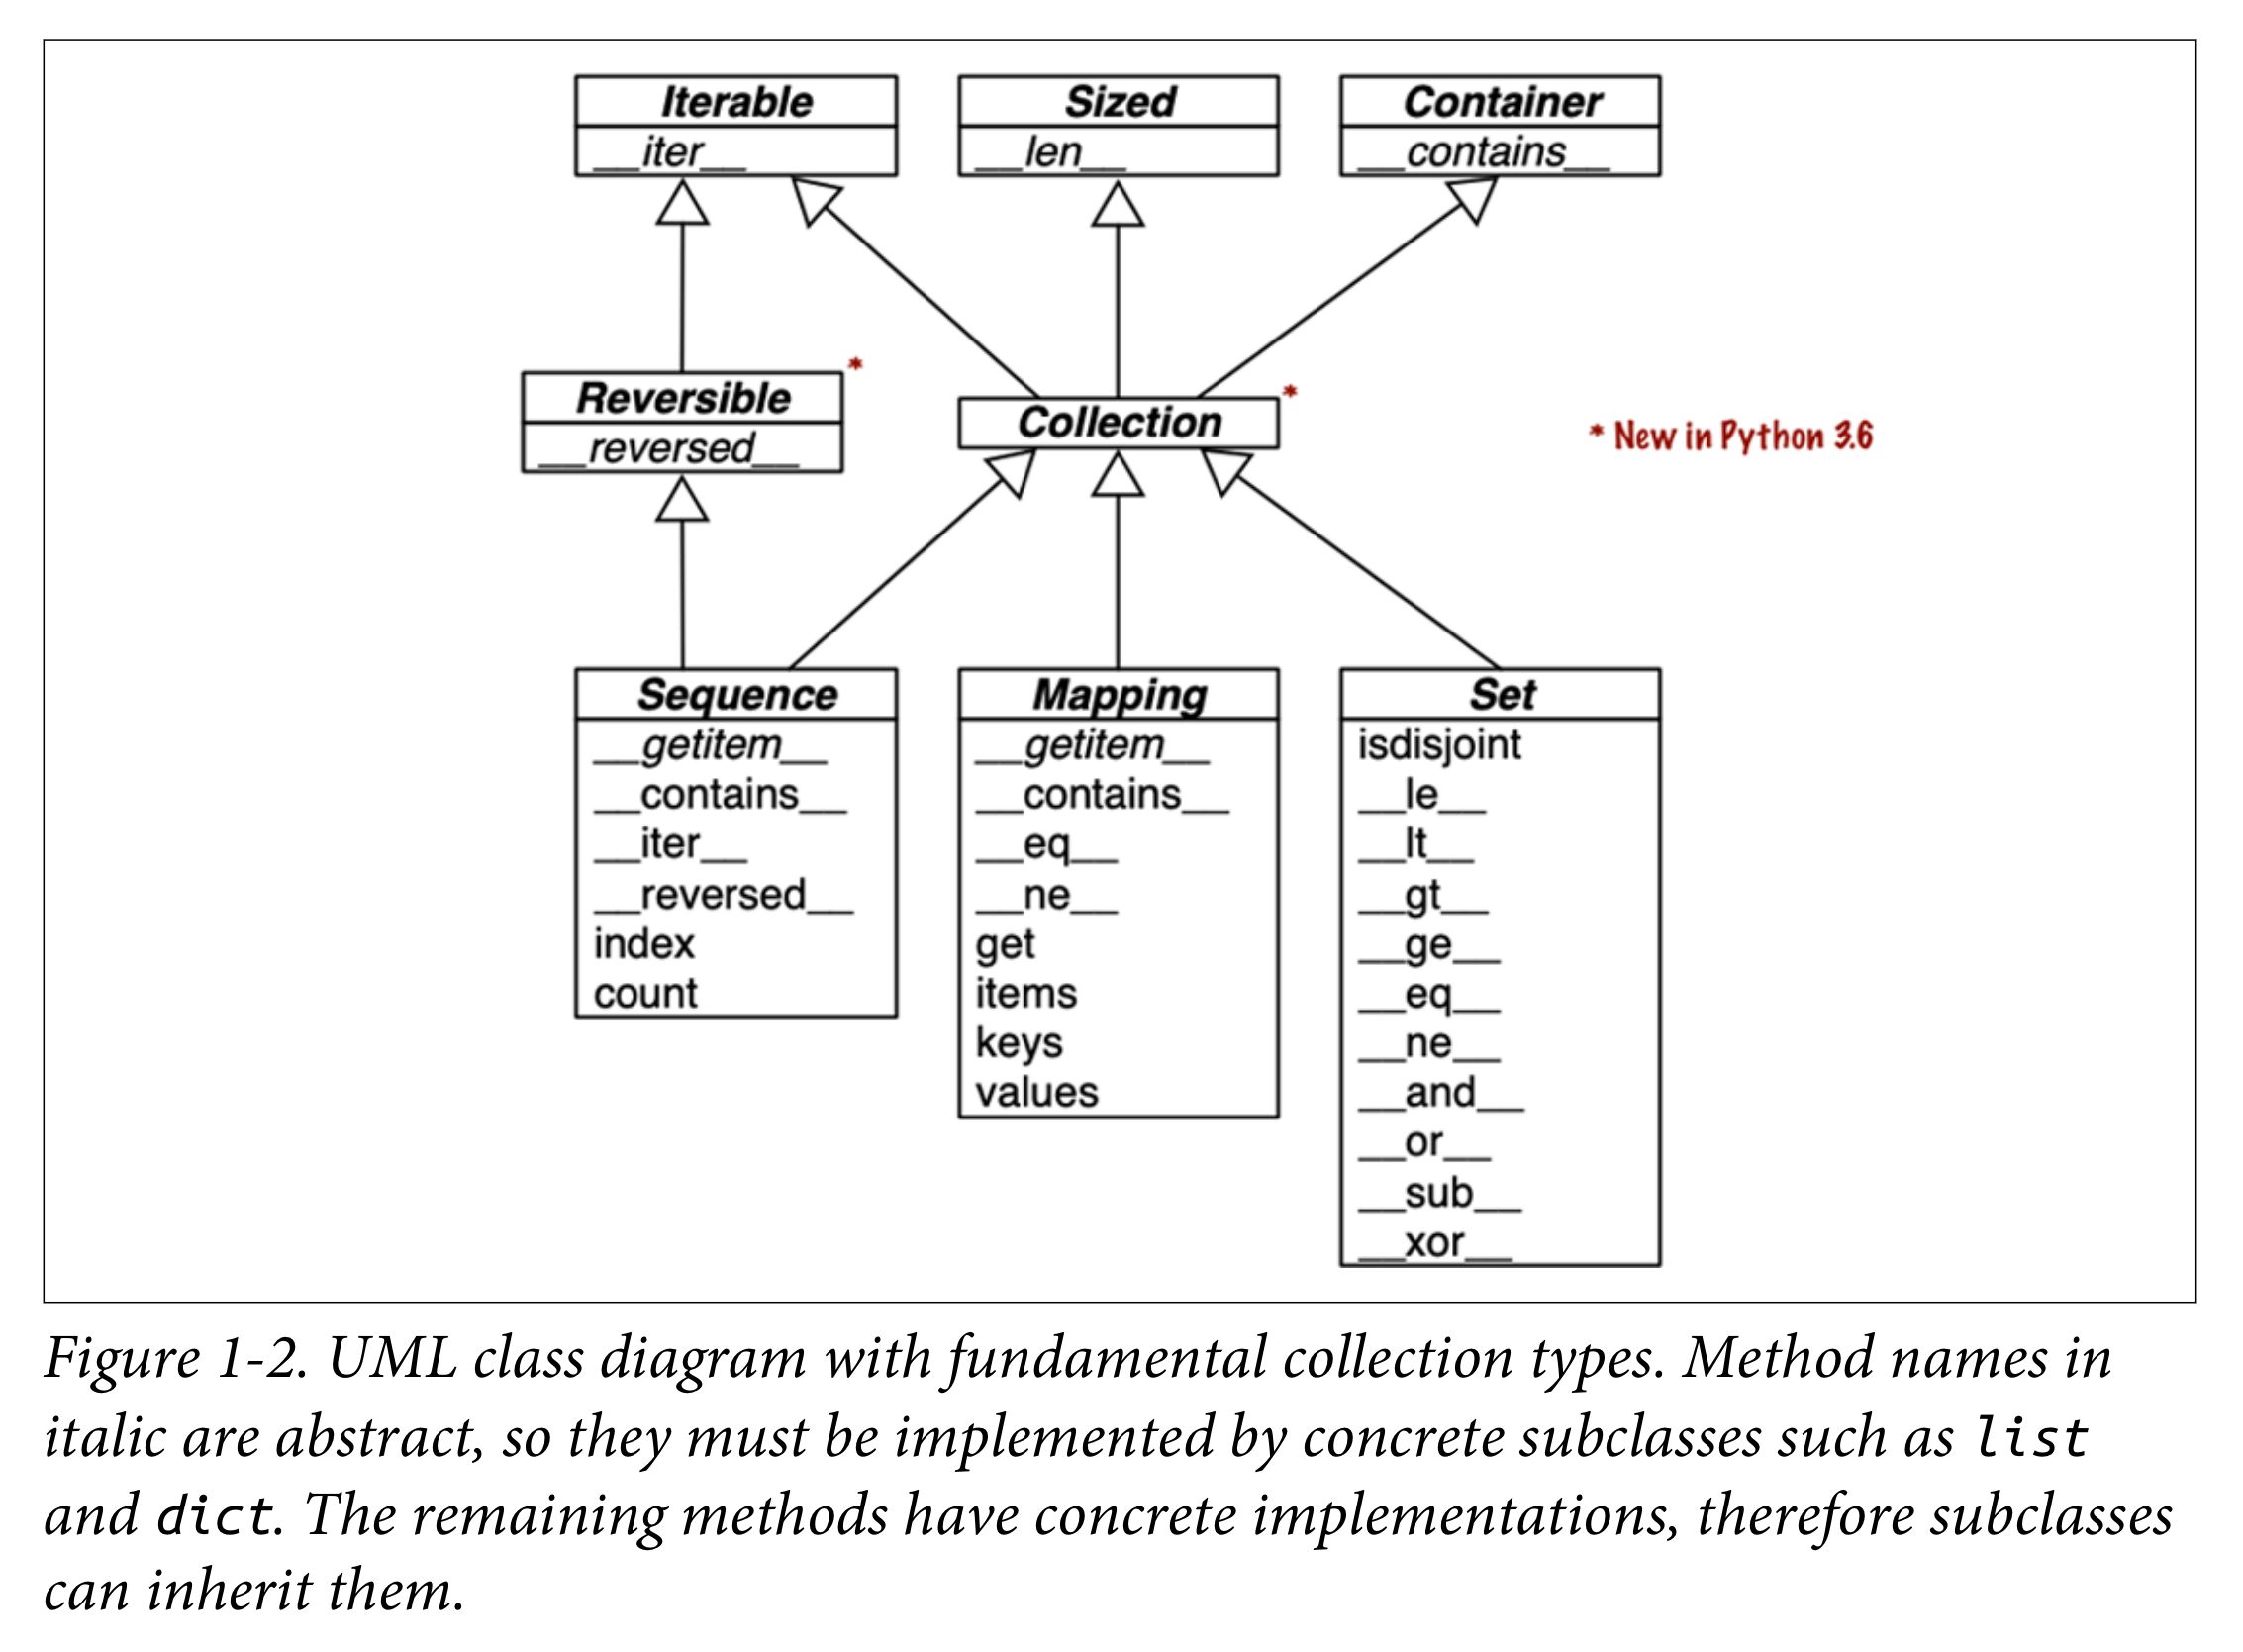 Iterable
__iter__
Sized
__len__
Container
__contains__
Reversible
*
__reversed__
Collection
*
* New in Python 3.6
Sequence
__getitem__
__contains__
__iter__
__reversed__
index
count
Mapping
__getitem__
__contains__
__eq__
__ne__
get
items
keys
values
Set
isdisjoint
__le__
__lt__
__gt__
__ge__
__eq__
__ne__
__and__
__or__
__sub__
__xor__
Figure 1-2. UML class diagram with fundamental collection types. Method names in
italic are abstract, so they must be implemented by concrete subclasses such as list
and dict. The remaining methods have concrete implementations, therefore subclasses
can inherit them.